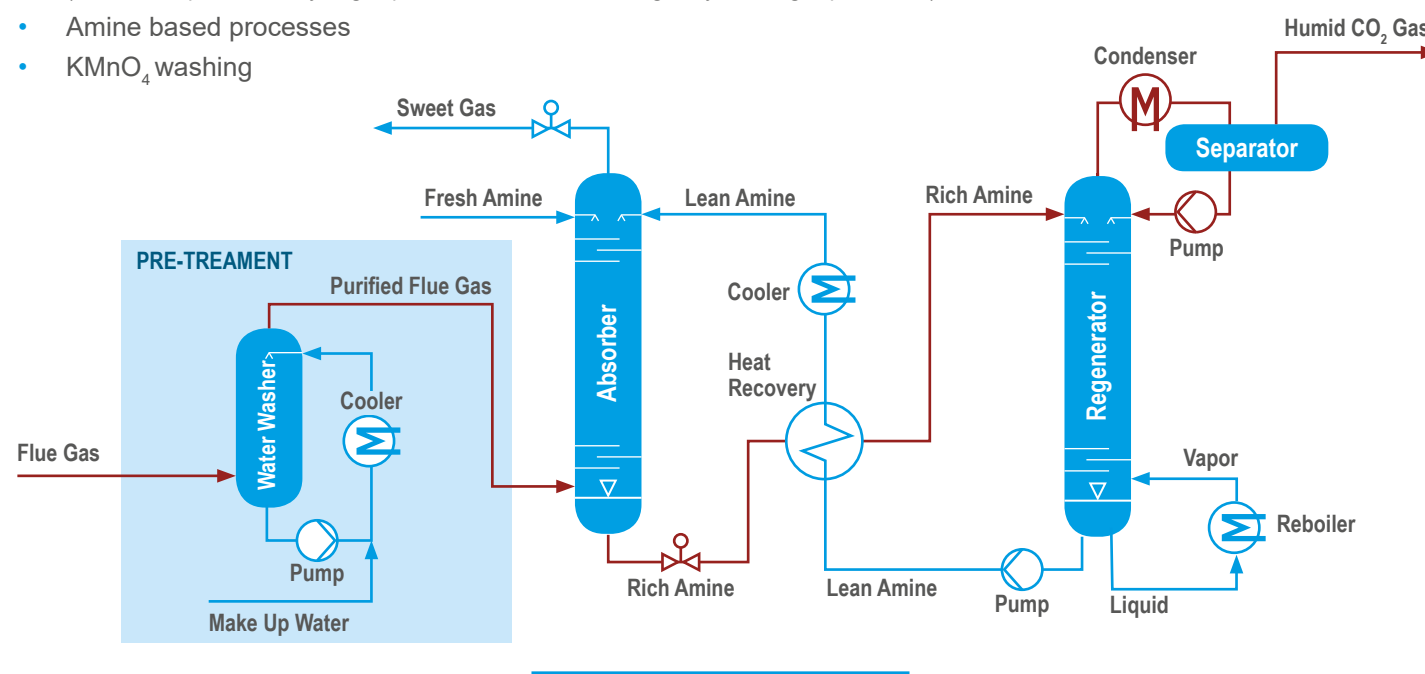 • Amine based processes
• KMnO₄ washing
Humid CO₂ Gas
Condenser
Sweet Gas
Separator
Fresh Amine
Lean Amine
Rich Amine
Pump
PRE-TREAMENT
Purified Flue Gas
Cooler
Absorber
Regenerator
Heat
Recovery
Water Washer
Cooler
Flue Gas
Vapor
Reboiler
Pump
Rich Amine
Lean Amine
Pump
Liquid
Make Up Water